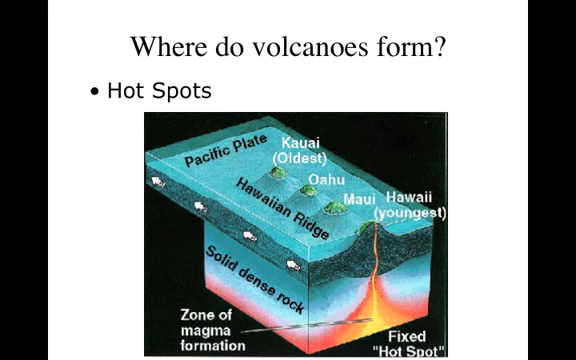 Where do volcanoes form?
• Hot Spots
Pacific Plate
Kauai
(Oldest)
Oahu
Maui
Hawaii
(youngest)
Hawaiian Ridge
Solid dense rock
Zone of
magma
formation
Fixed
"Hot Spot"